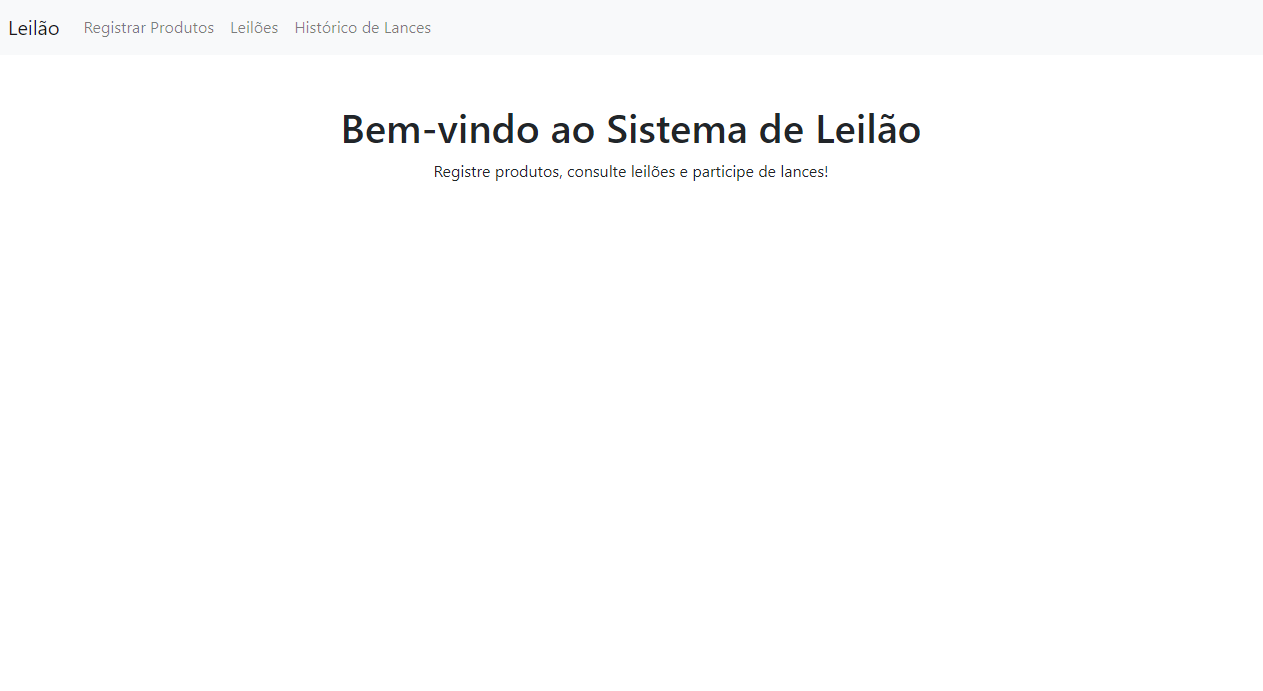 Leilão Registrar Produtos Leilões Histórico de Lances
Bem-vindo ao Sistema de Leilão
Registre produtos, consulte leilões e participe de lances!